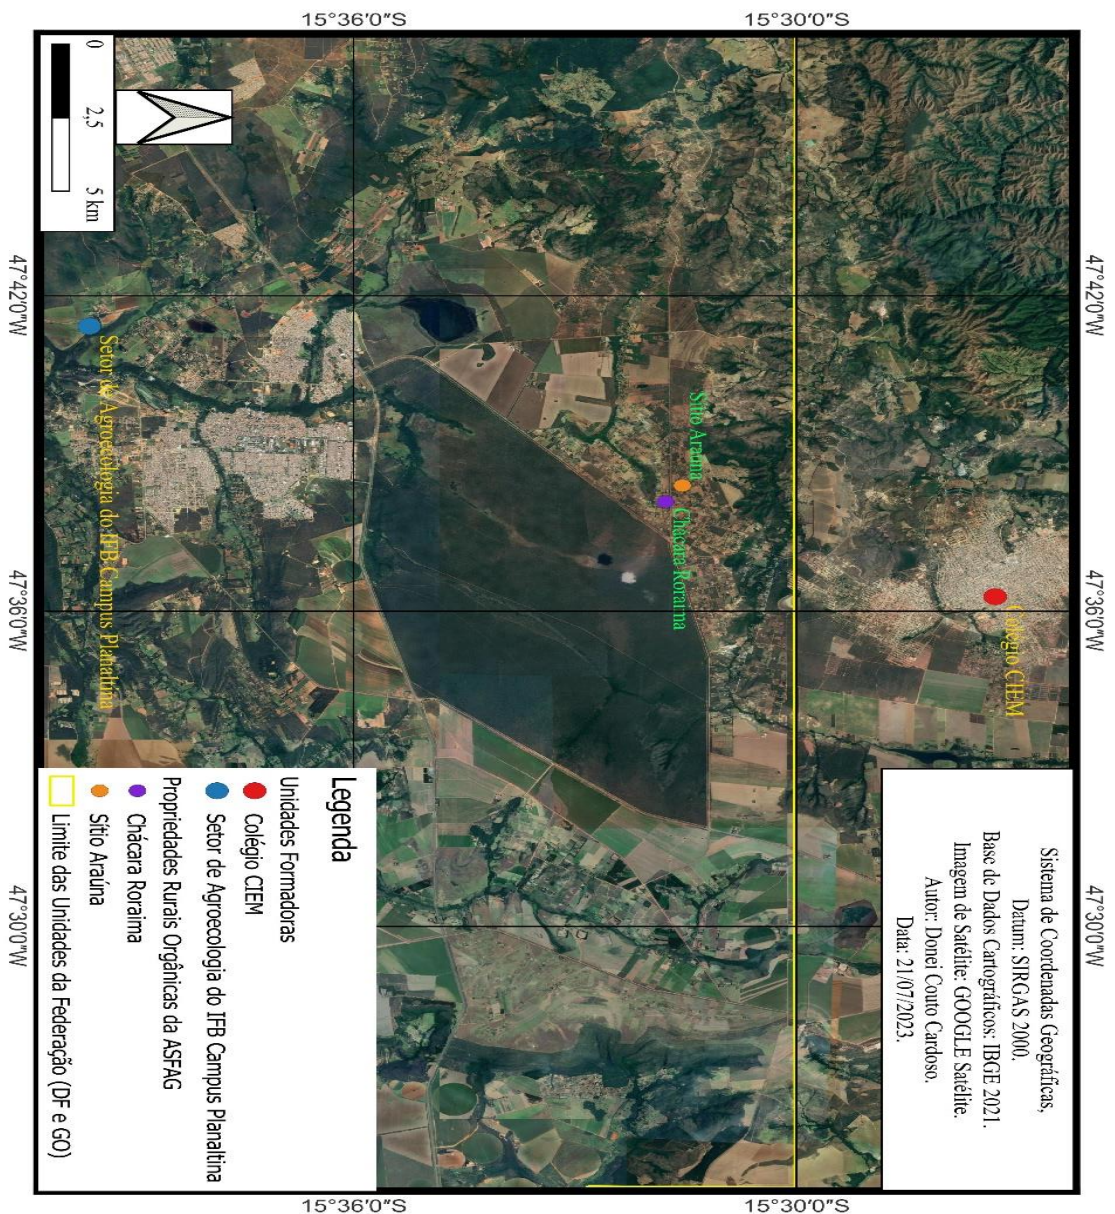 15°36'0"S
15°30'0"S
47°42'0"W
47°36'0"W
47°30'0"W
47°42'0"W
47°36'0"W
47°30'0"W
15°36'0"S
15°30'0"S
Colégio CIEM
Sítio Araúna
Chácara Roraima
Setor de Agroecologia do IFB Campus Planaltina
0 2,5 5 km
Sistema de Coordenadas Geográficas,
Datum: SIRGAS 2000.
Base de Dados Cartográficos: IBGE 2021.
Imagem de Satélite: GOOGLE Satélite.
Autor: Donei Couto Cardoso.
Data: 21/07/2023.
Legenda
Unidades Formadoras
Colégio CIEM
Setor de Agroecologia do IFB Campus Planaltina
Propriedades Rurais Orgânicas da ASFAG
Chácara Roraima
Sítio Araúna
Limite das Unidades da Federação (DF e GO)